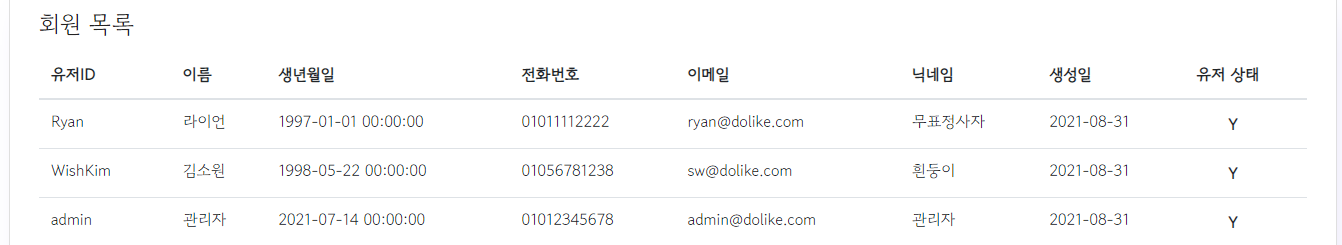 회원 목록
유저ID 이름 생년월일 전화번호 이메일 닉네임 생성일 유저 상태
Ryan 라이언 1997-01-01 00:00:00 01011112222 ryan@dolike.com 무표정사자 2021-08-31 Y
WishKim 김소원 1998-05-22 00:00:00 01056781238 sw@dolike.com 흰둥이 2021-08-31 Y
admin 관리자 2021-07-14 00:00:00 01012345678 admin@dolike.com 관리자 2021-08-31 Y